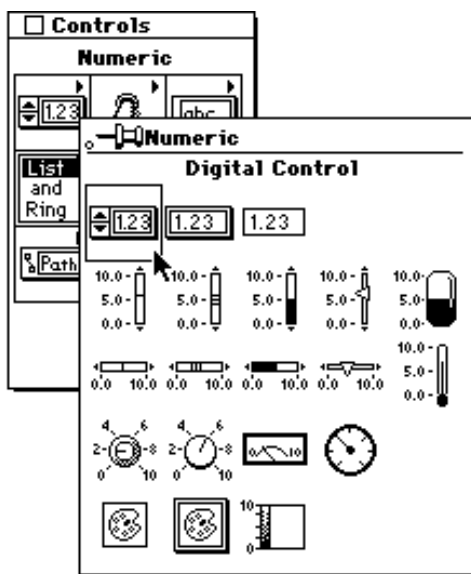 Controls
Numeric
1.23
abc
List
and
Ring
Path
Numeric
Digital Control
1.23 1.23 1.23
10.0 10.0 10.0 10.0 10.0
5.0 5.0 5.0 5.0 5.0
0.0 0.0 0.0 0.0 0.0
10.0
5.0
0.0
0.0 10.0 0.0 10.0 0.0 10.0 0.0 10.0
4 6 4 6
2 8 2 8
0 10 0 10
0 10
10
0